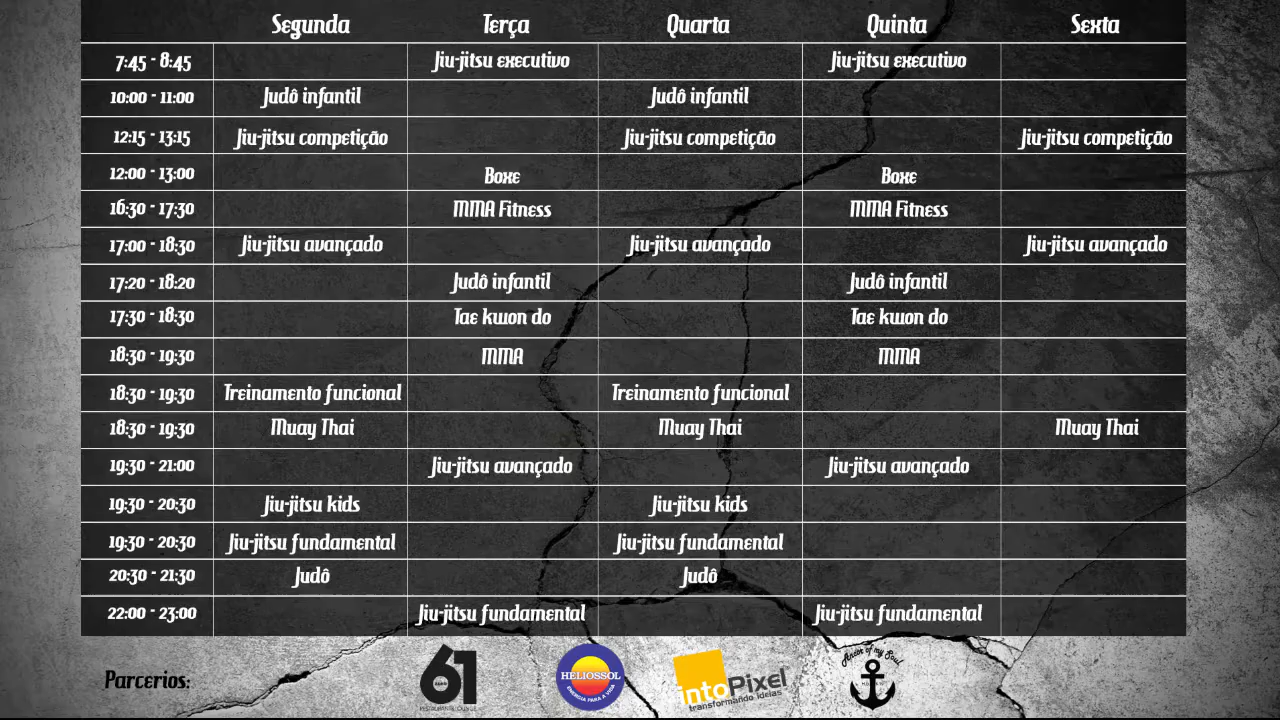 Segunda Terça Quarta Quinta Sexta
7:45 - 8:45 Jiu-jitsu executivo Jiu-jitsu executivo
10:00 - 11:00 Judô infantil Judô infantil
12:15 - 13:15 Jiu-jitsu competição Jiu-jitsu competição Jiu-jitsu competição
12:00 - 13:00 Boxe Boxe
16:30 - 17:30 MMA Fitness MMA Fitness
17:00 - 18:30 Jiu-jitsu avançado Jiu-jitsu avançado Jiu-jitsu avançado
17:20 - 18:20 Judô infantil Judô infantil
17:30 - 18:30 Tae kwon do Tae kwon do
18:30 - 19:30 MMA MMA
18:30 - 19:30 Treinamento funcional Treinamento funcional
18:30 - 19:30 Muay Thai Muay Thai Muay Thai
19:30 - 21:00 Jiu-jitsu avançado Jiu-jitsu avançado
19:30 - 20:30 Jiu-jitsu kids Jiu-jitsu kids
19:30 - 20:30 Jiu-jitsu fundamental Jiu-jitsu fundamental
20:30 - 21:30 Judô Judô
22:00 - 23:00 Jiu-jitsu fundamental Jiu-jitsu fundamental
Parcerios:
61
HELIOSSOL
ENERGIA PARA A VIDA
intoPixel
transformando ideias
Ancor of my Soul